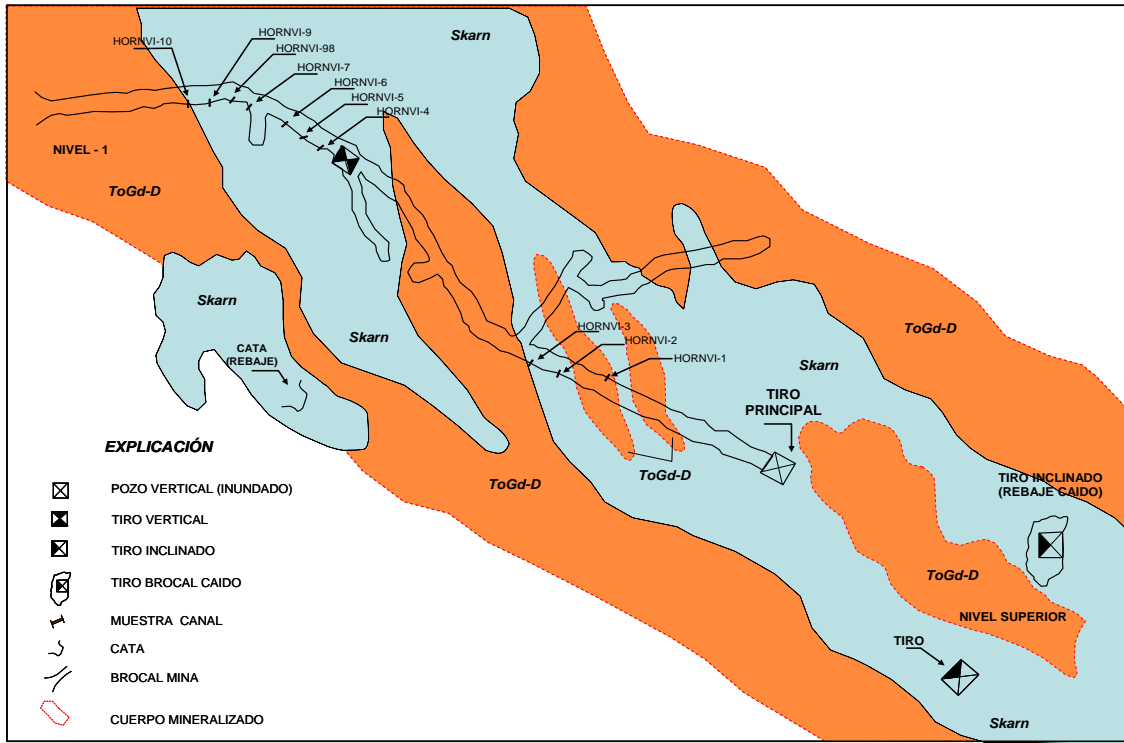 Skarn
HORNVI-9
HORNVI-10
HORNVI-98
HORNVI-7
HORNVI-6
HORNVI-5
HORNVI-4
NIVEL - 1
ToGd-D
Skarn
ToGd-D
Skarn
HORNVI-3
HORNVI-2
HORNVI-1
CATA
(REBAJE)
Skarn
TIRO
PRINCIPAL
EXPLICACIÓN
ToGd-D
ToGd-D
TIRO INCLINADO
(REBAJE CAIDO)
POZO VERTICAL (INUNDADO)
TIRO VERTICAL
TIRO INCLINADO
TIRO BROCAL CAIDO
MUESTRA CANAL
CATA
BROCAL MINA
CUERPO MINERALIZADO
ToGd-D
NIVEL SUPERIOR
TIRO
Skarn